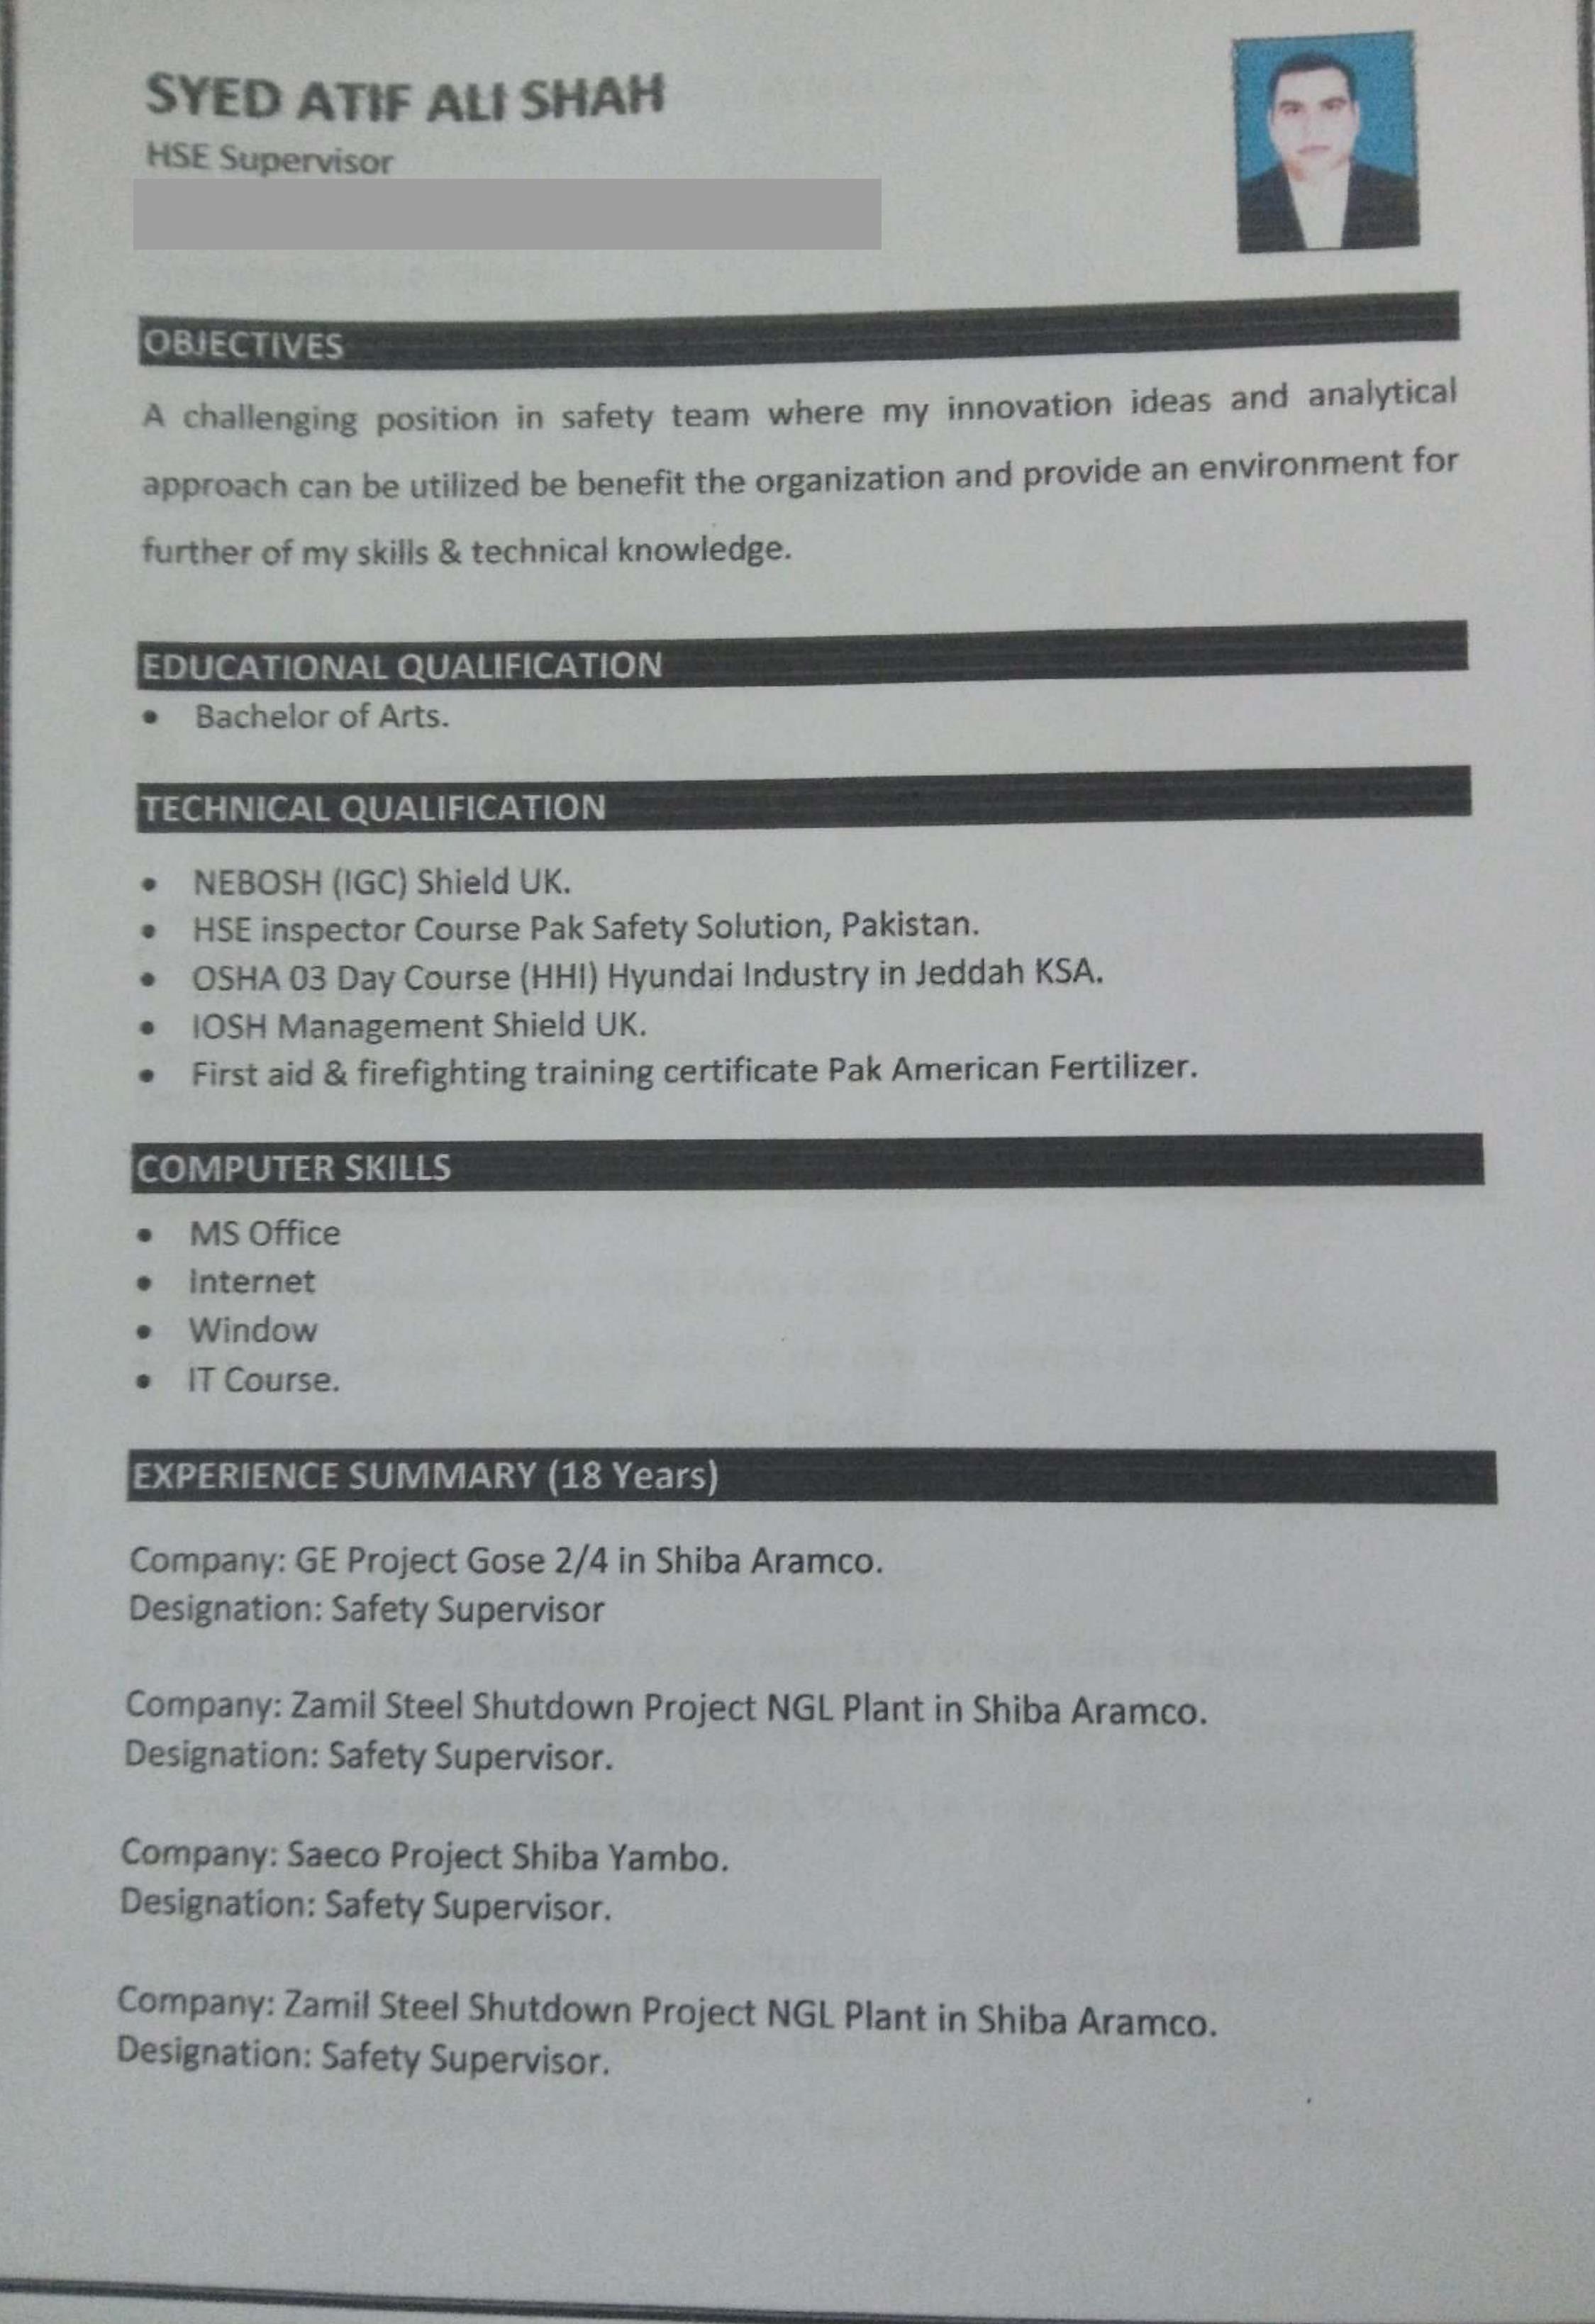 SYED ATIF ALI SHAH
HSE Supervisor
OBJECTIVES
A challenging position in safety team where my innovation ideas and analytical
approach can be utilized be benefit the organization and provide an environment for
further of my skills & technical knowledge.
EDUCATIONAL QUALIFICATION
• Bachelor of Arts.
TECHNICAL QUALIFICATION
• NEBOSH (IGC) Shield UK.
• HSE inspector Course Pak Safety Solution, Pakistan.
• OSHA 03 Day Course (HHI) Hyundai Industry in Jeddah KSA.
• IOSH Management Shield UK.
• First aid & firefighting training certificate Pak American Fertilizer.
COMPUTER SKILLS
• MS Office
• Internet
• Window
• IT Course.
EXPERIENCE SUMMARY (18 Years)
Company: GE Project Gose 2/4 in Shiba Aramco.
Designation: Safety Supervisor
Company: Zamil Steel Shutdown Project NGL Plant in Shiba Aramco.
Designation: Safety Supervisor.
Company: Saeco Project Shiba Yambo.
Designation: Safety Supervisor.
Company: Zamil Steel Shutdown Project NGL Plant in Shiba Aramco.
Designation: Safety Supervisor.